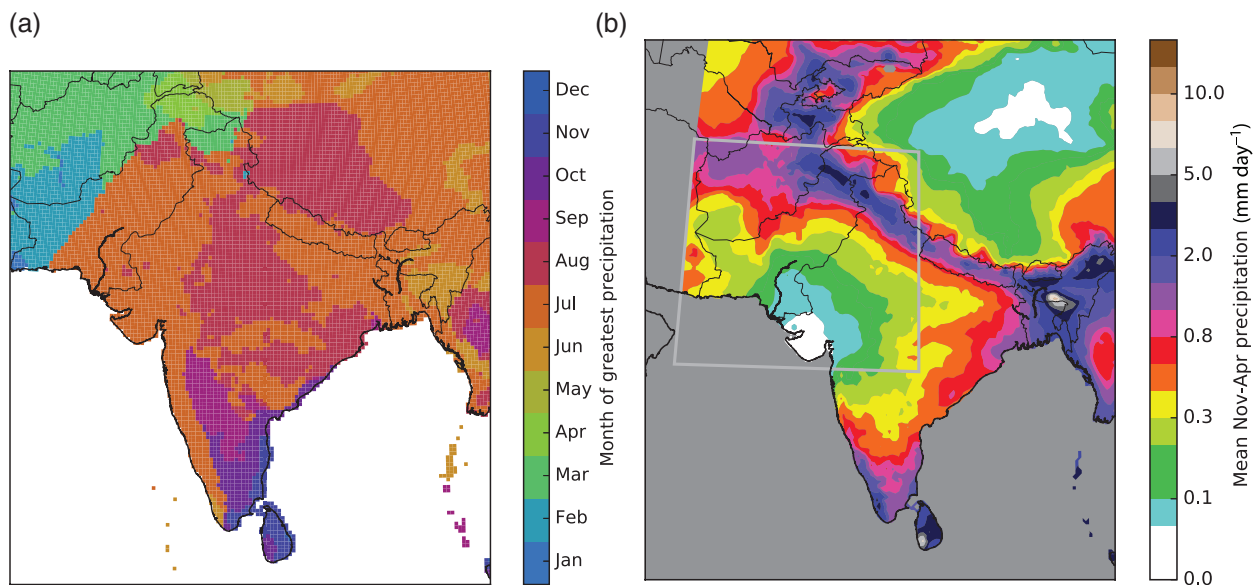 (a)
Dec
Nov
Oct
Sep
Aug
Jul
Jun
May
Apr
Mar
Feb
Jan
Month of greatest precipitation
(b)
10.0
5.0
2.0
0.8
0.3
0.1
0.0
Mean Nov-Apr precipitation (mm day⁻¹)